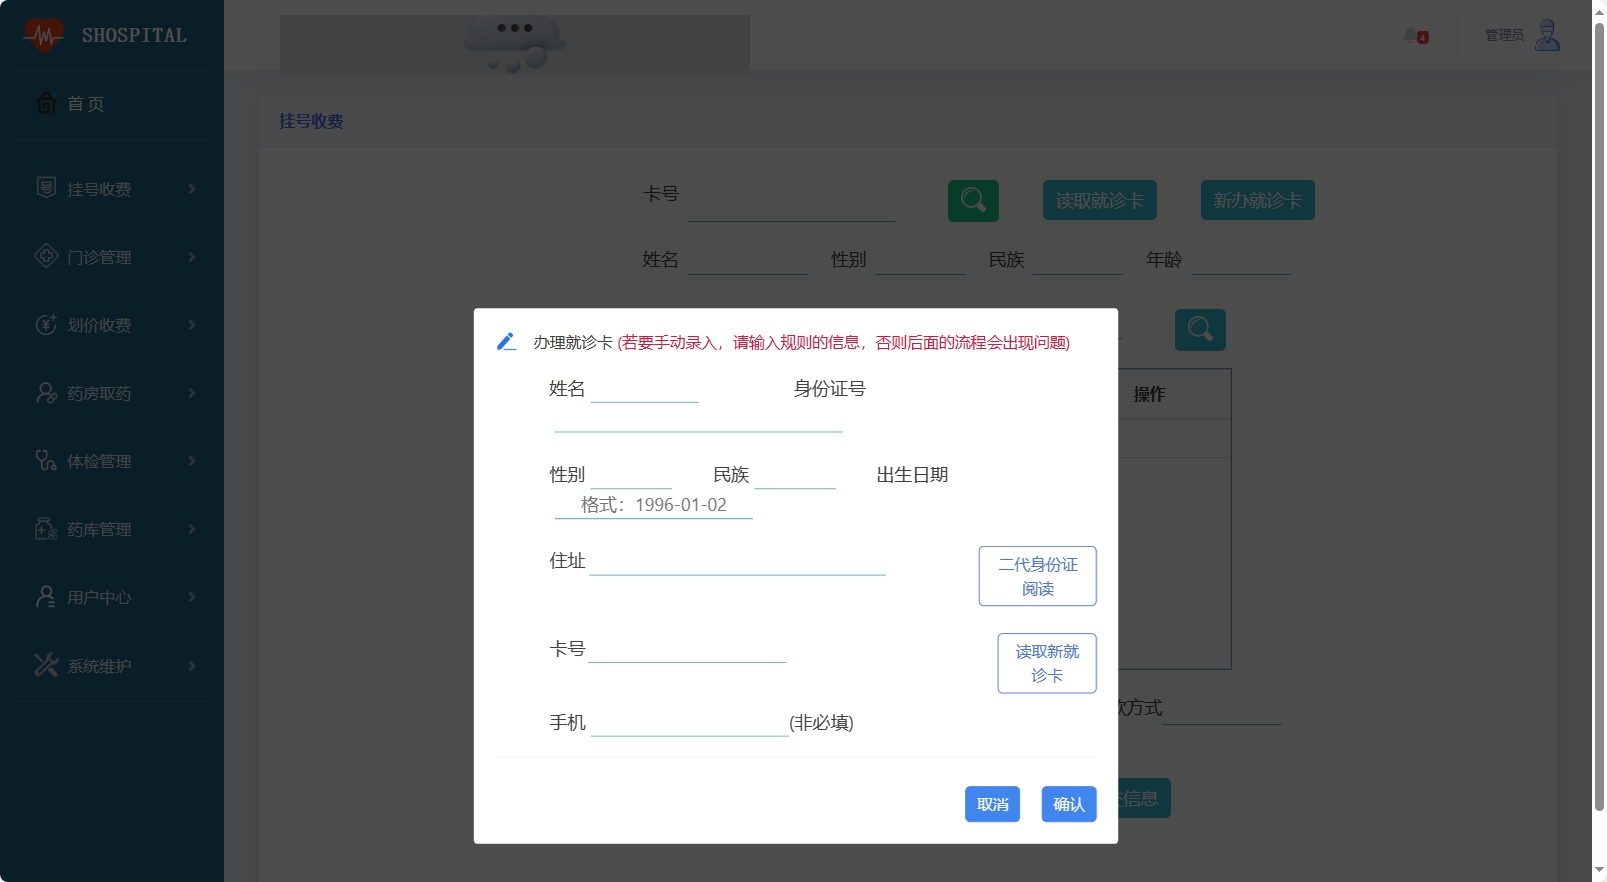 SHOSPITAL
4
管理员
首页
挂号收费
门诊管理
划价收费
药房取药
体检管理
药库管理
用户中心
系统维护
挂号收费
卡号
读取就诊卡
新办就诊卡
姓名 性别 民族 年龄
操作
办理就诊卡 (若要手动录入，请输入规则的信息，否则后面的流程会出现问题)
姓名 身份证号
性别 民族 出生日期
格式：1996-01-02
住址
二代身份证
阅读
卡号
读取新就
诊卡
手机 (非必填)
方式
取消 确认
信息